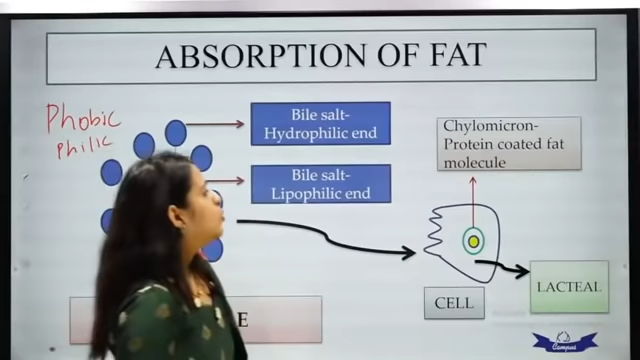 ABSORPTION OF FAT
Phobic
Philic
Bile salt-
Hydrophilic end
Bile salt-
Lipophilic end
Chylomicron-
Protein coated fat
molecule
CELL
LACTEAL
E
Campus